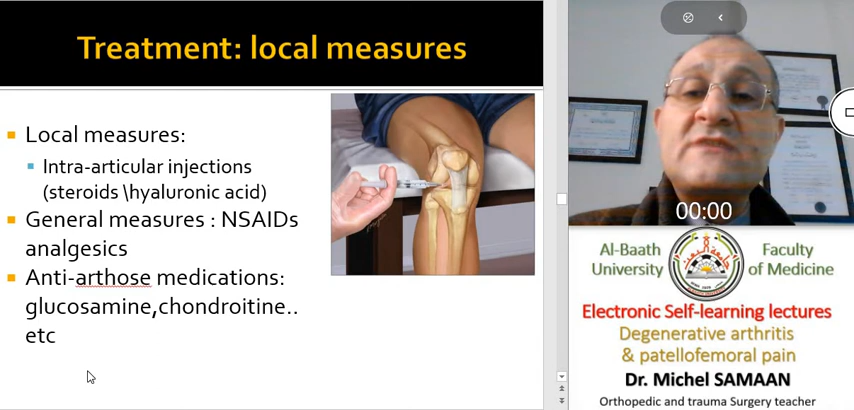 Treatment: local measures
Local measures:
Intra-articular injections
(steroids \hyaluronic acid)
General measures : NSAIDs
analgesics
Anti-arthose medications:
glucosamine,chondroitine..
etc
00:00
Al-Baath
University
Faculty
of Medicine
Electronic Self-learning lectures
Degenerative arthritis
& patellofemoral pain
Dr. Michel SAMAAN
Orthopedic and trauma Surgery teacher